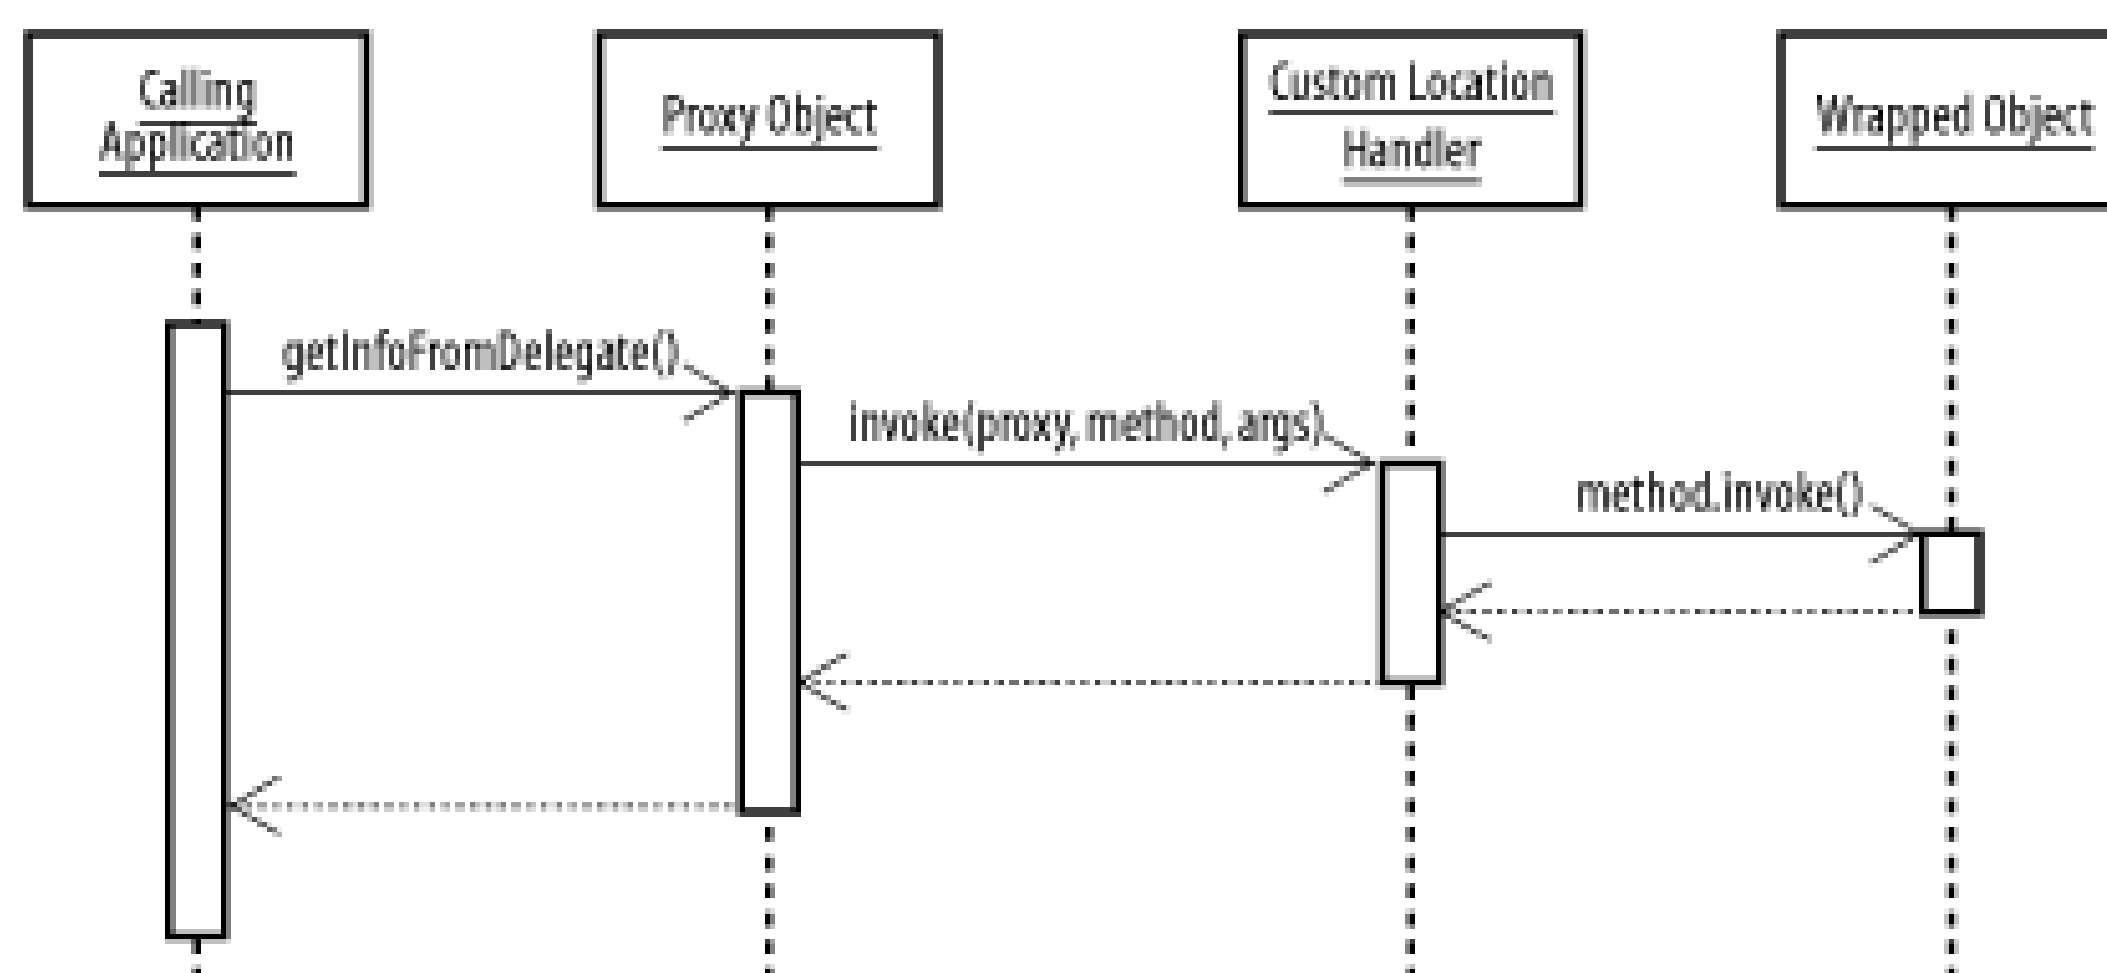 Calling
Application
Proxy Object
Custom Location
Handler
Wrapped Object
getInfoFromDelegate()
invoke(proxy, method, args)
method.invoke()